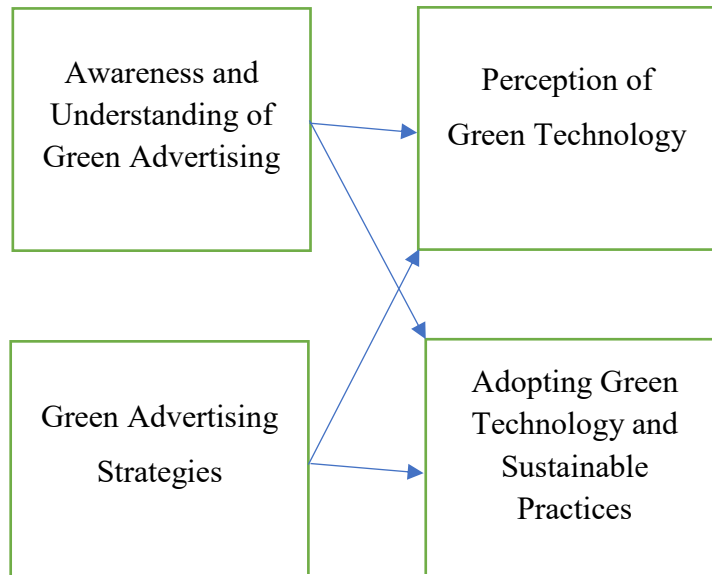 Awareness and
Understanding of
Green Advertising
Perception of
Green Technology
Green Advertising
Strategies
Adopting Green
Technology and
Sustainable
Practices